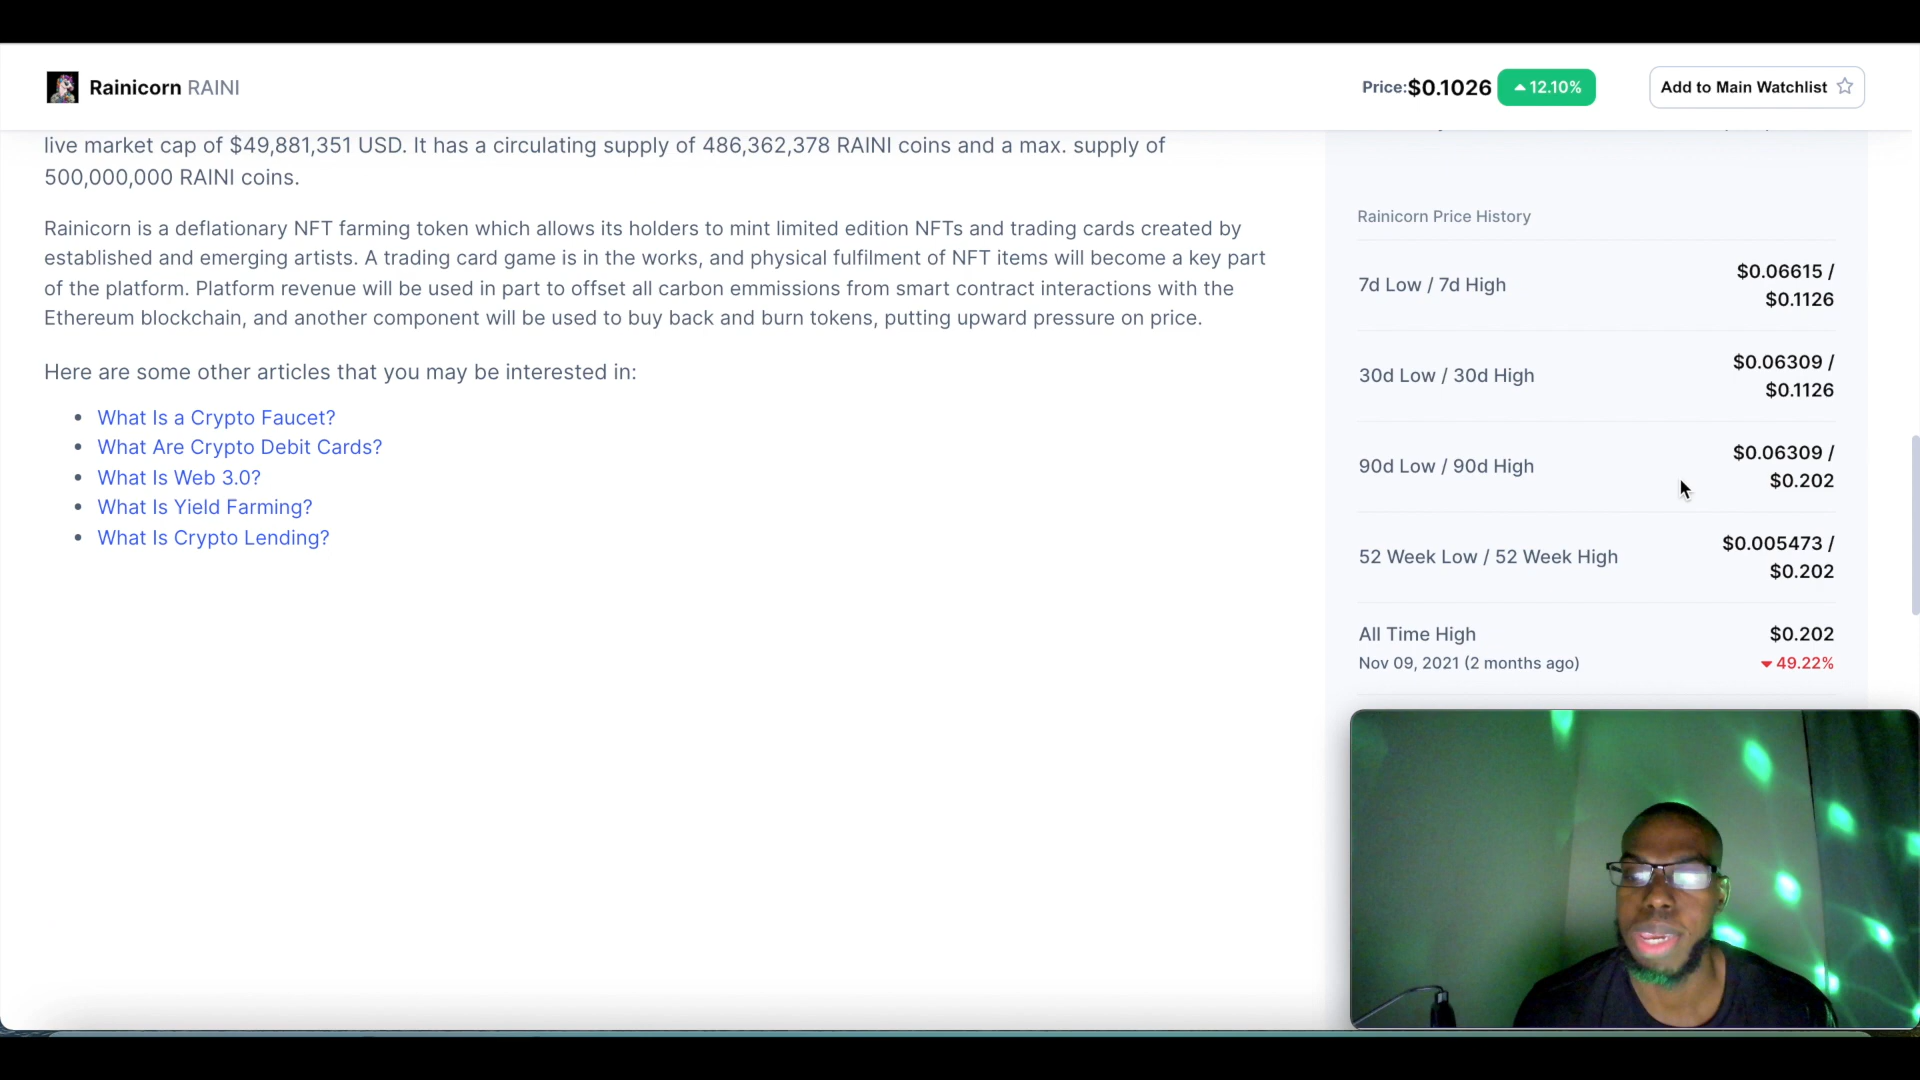 Rainicorn RAINI
Price:$0.1026 12.10%
Add to Main Watchlist
live market cap of $49,881,351 USD. It has a circulating supply of 486,362,378 RAINI coins and a max. supply of
500,000,000 RAINI coins.
Rainicorn is a deflationary NFT farming token which allows its holders to mint limited edition NFTs and trading cards created by
established and emerging artists. A trading card game is in the works, and physical fulfilment of NFT items will become a key part
of the platform. Platform revenue will be used in part to offset all carbon emmissions from smart contract interactions with the
Ethereum blockchain, and another component will be used to buy back and burn tokens, putting upward pressure on price.
Here are some other articles that you may be interested in:
What Is a Crypto Faucet?
What Are Crypto Debit Cards?
What Is Web 3.0?
What Is Yield Farming?
What Is Crypto Lending?
Rainicorn Price History
7d Low / 7d High
$0.06615 /
$0.1126
30d Low / 30d High
$0.06309 /
$0.1126
90d Low / 90d High
$0.06309 /
$0.202
52 Week Low / 52 Week High
$0.005473 /
$0.202
All Time High
$0.202
Nov 09, 2021 (2 months ago)
49.22%